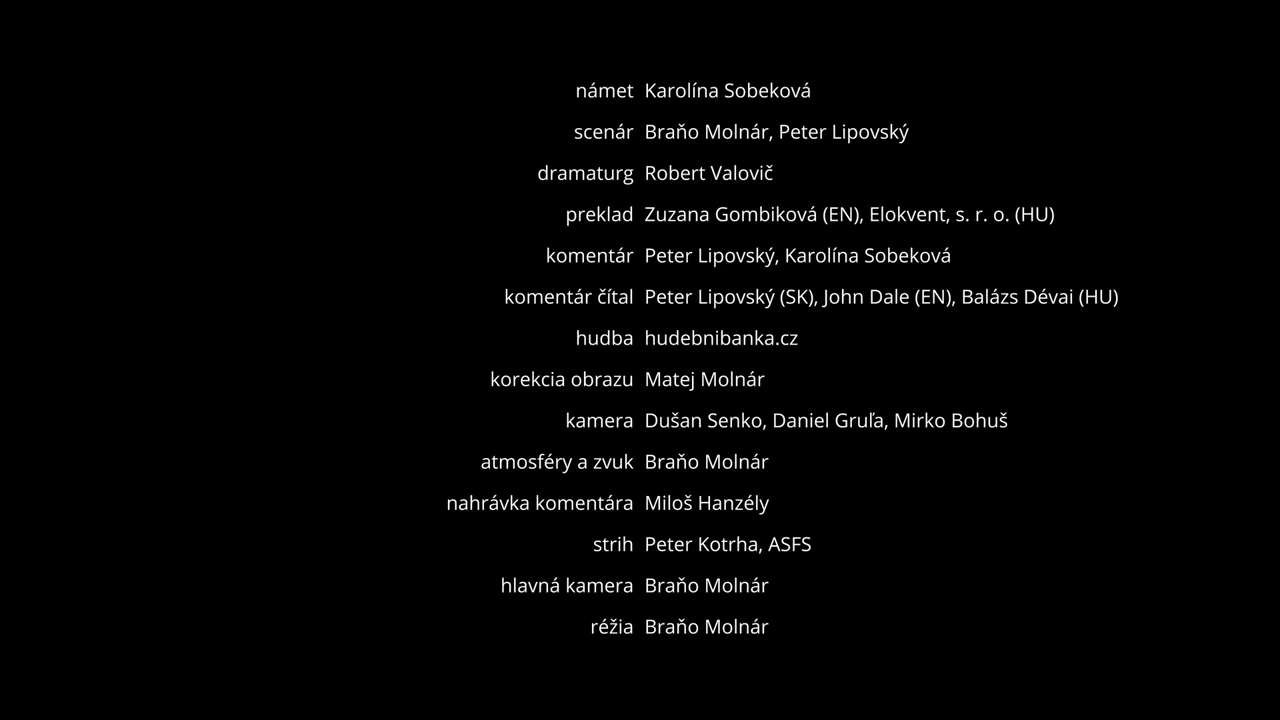 námet Karolína Sobeková
scenár Braňo Molnár, Peter Lipovský
dramaturg Robert Valovič
preklad Zuzana Gombiková (EN), Elokvent, s. r. o. (HU)
komentár Peter Lipovský, Karolína Sobeková
komentár čítal Peter Lipovský (SK), John Dale (EN), Balázs Dévai (HU)
hudba hudebnibanka.cz
korekcia obrazu Matej Molnár
kamera Dušan Senko, Daniel Gruľa, Mirko Bohuš
atmosféry a zvuk Braňo Molnár
nahrávka komentára Miloš Hanzély
strih Peter Kotrha, ASFS
hlavná kamera Braňo Molnár
réžia Braňo Molnár